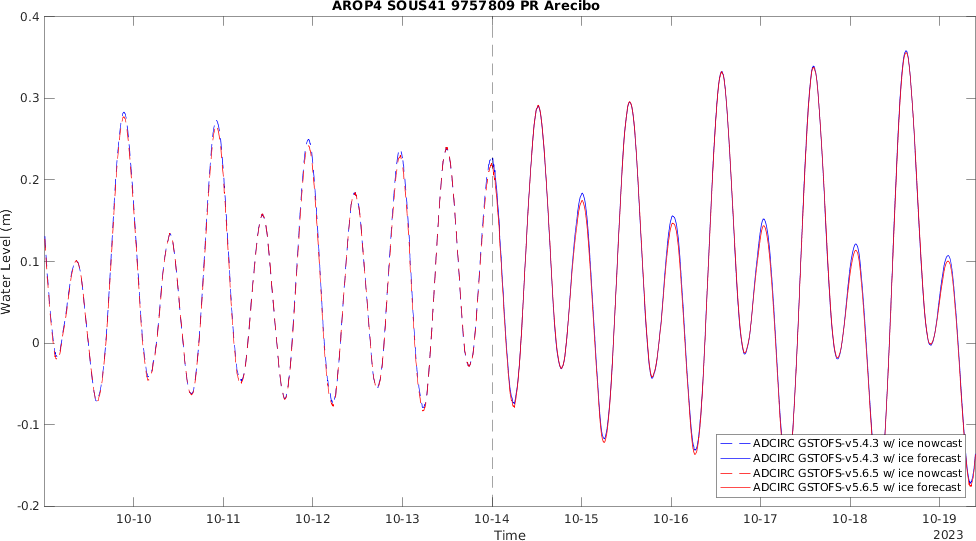 AROP4 SOUS41 9757809 PR Arecibo
0.4
0.3
0.2
0.1
0
-0.1
-0.2
Water Level (m)
ADCIRC GSTOFS-v5.4.3 w/ ice nowcast
ADCIRC GSTOFS-v5.4.3 w/ ice forecast
ADCIRC GSTOFS-v5.6.5 w/ ice nowcast
ADCIRC GSTOFS-v5.6.5 w/ ice forecast
10-10 10-11 10-12 10-13 10-14 10-15 10-16 10-17 10-18 10-19
Time
2023